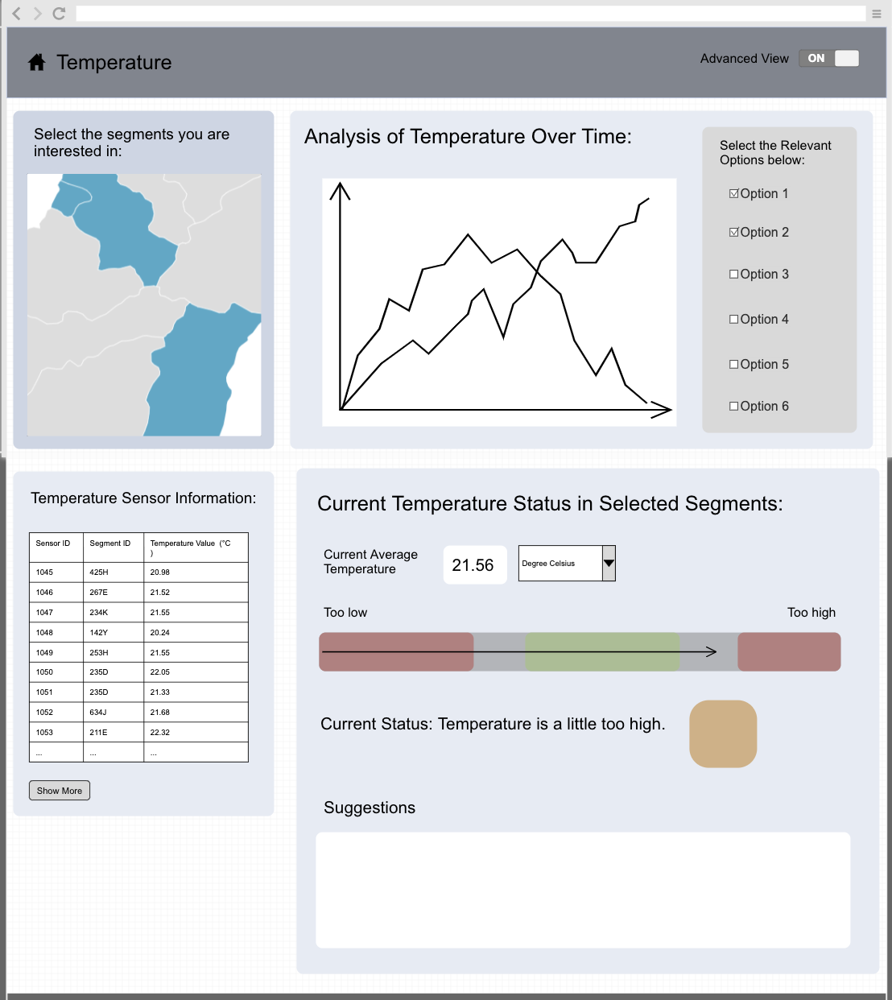 Temperature
Advanced View
ON
Select the segments you are
interested in:
Analysis of Temperature Over Time:
Select the Relevant
Options below:
Option 1
Option 2
Option 3
Option 4
Option 5
Option 6
Temperature Sensor Information:
Sensor ID Segment ID Temperature Value (°C
)
1045 425H 20.98
1046 267E 21.52
1047 234K 21.55
1048 142Y 20.24
1049 253H 21.55
1050 235D 22.05
1051 235D 21.33
1052 634J 21.68
1053 211E 22.32
... ... ...
Show More
Current Temperature Status in Selected Segments:
Current Average
Temperature
21.56
Degree Celsius
Too low
Too high
Current Status: Temperature is a little too high.
Suggestions